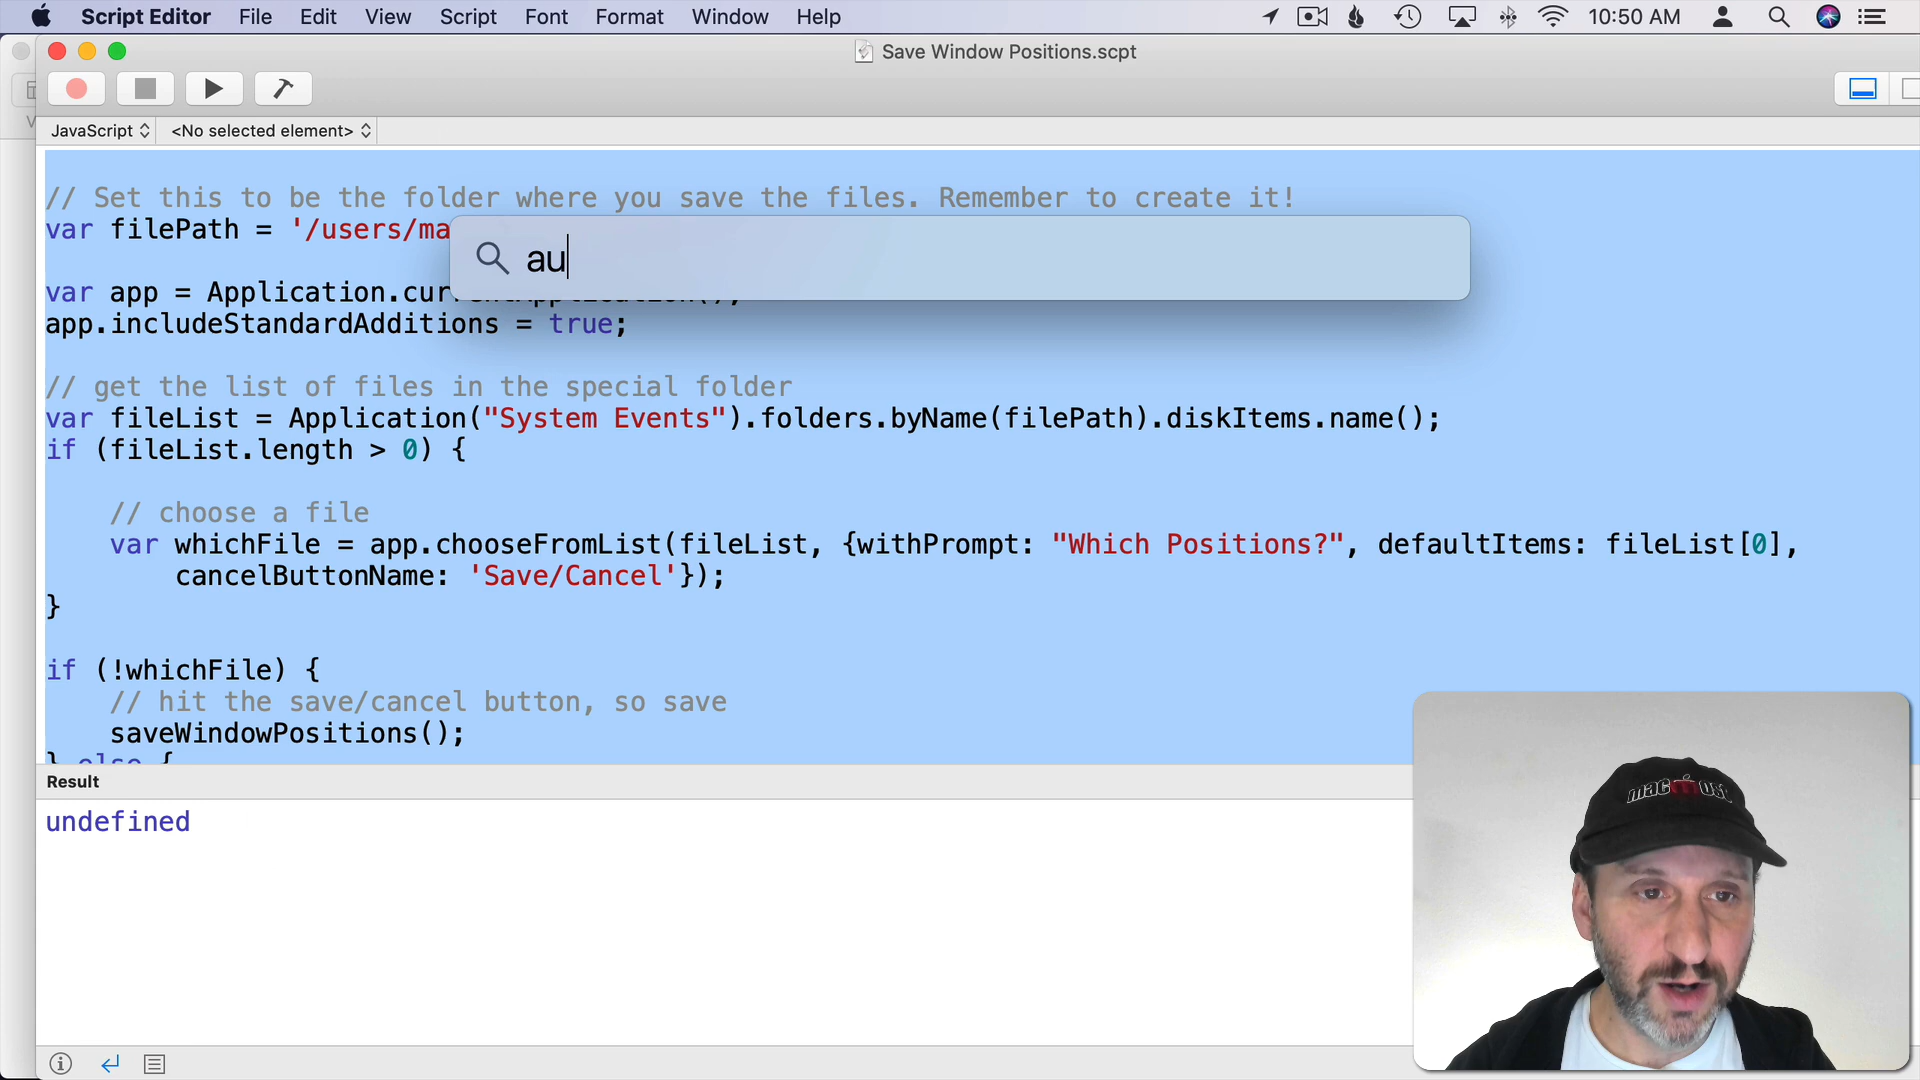 Script Editor File Edit View Script Font Format Window Help 10:50 AM
Save Window Positions.scpt
JavaScript <No selected element>
// Set this to be the folder where you save the files. Remember to create it!
var filePath = '/users/ma
au
var app = Application.currentApplication();
app.includeStandardAdditions = true;
// get the list of files in the special folder
var fileList = Application("System Events").folders.byName(filePath).diskItems.name();
if (fileList.length > 0) {
// choose a file
var whichFile = app.chooseFromList(fileList, {withPrompt: "Which Positions?", defaultItems: fileList[0],
cancelButtonName: 'Save/Cancel'});
}
if (!whichFile) {
// hit the save/cancel button, so save
saveWindowPositions();
} else {
Result
undefined
macmost